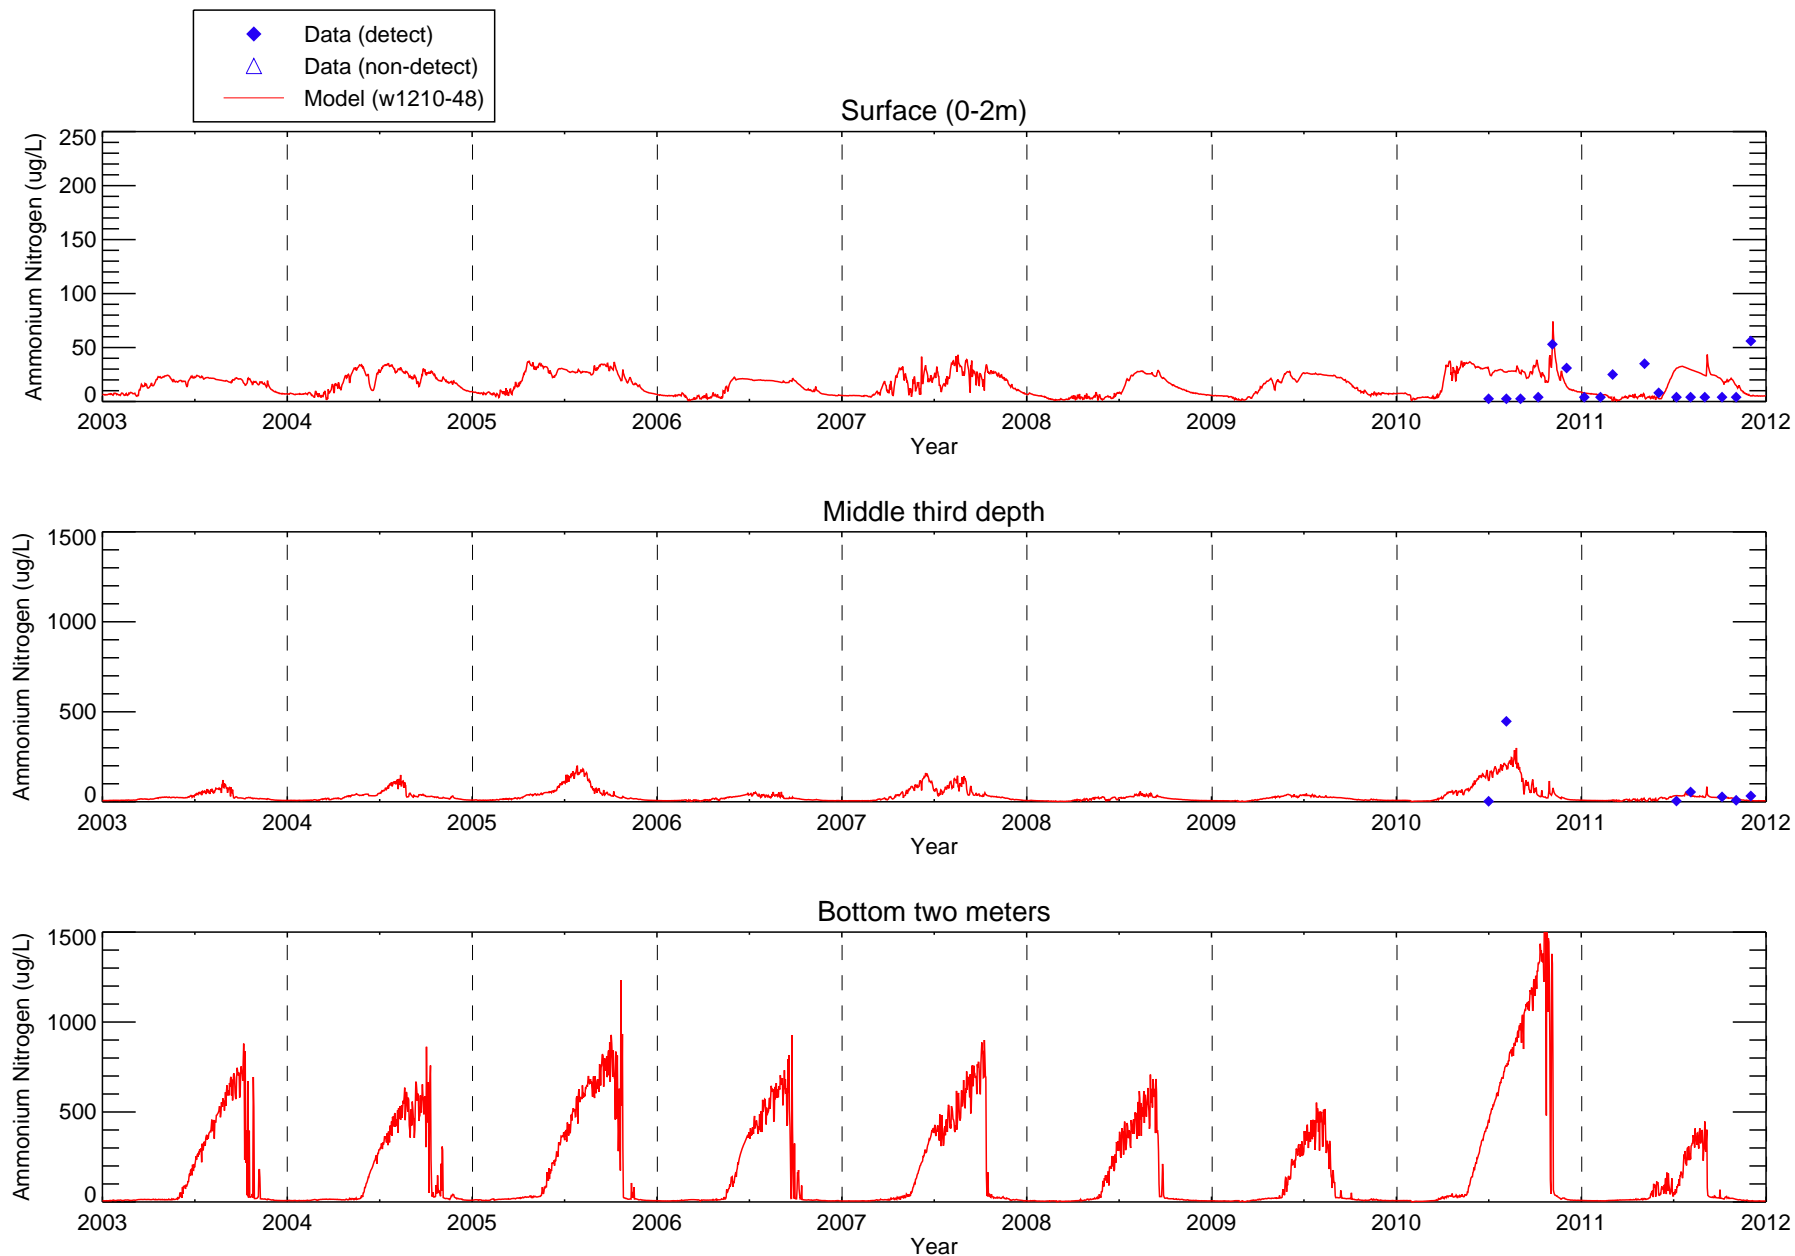 Data (detect)
Data (non-detect)
Model (w1210-48)
Surface (0-2m)
Ammonium Nitrogen (ug/L)
250
200
150
100
50
0
2003 2004 2005 2006 2007 2008 2009 2010 2011 2012
Year
Middle third depth
Ammonium Nitrogen (ug/L)
1500
1000
500
0
2003 2004 2005 2006 2007 2008 2009 2010 2011 2012
Year
Bottom two meters
Ammonium Nitrogen (ug/L)
1500
1000
500
0
2003 2004 2005 2006 2007 2008 2009 2010 2011 2012
Year